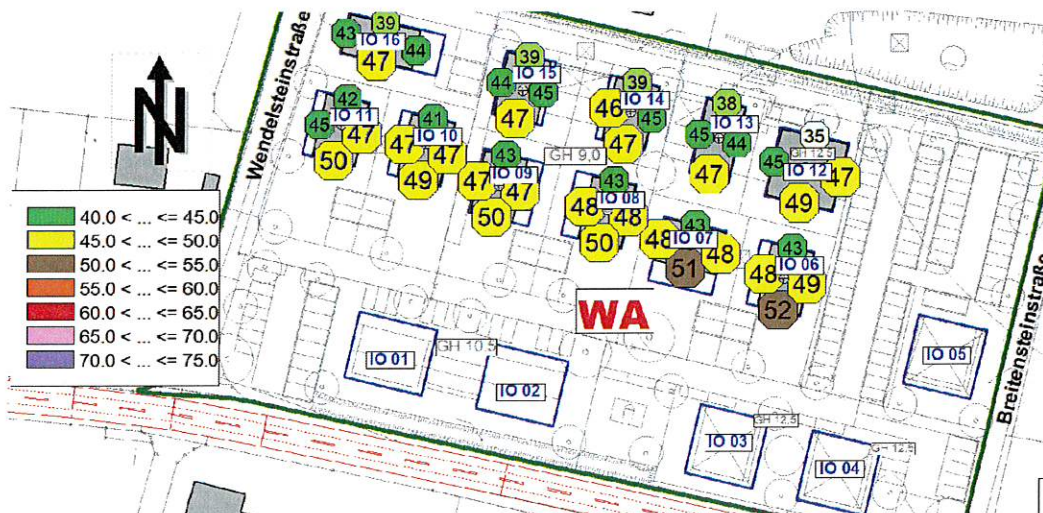 Wendelsteinstraße
Breitensteinstraße
N
40.0 < ... <= 45.0
45.0 < ... <= 50.0
50.0 < ... <= 55.0
55.0 < ... <= 60.0
60.0 < ... <= 65.0
65.0 < ... <= 70.0
70.0 < ... <= 75.0
39
43 IO 16 44
47
39
44 IO 15 45
47
39
46 IO 14 45
47
38
45 IO 13 44
47
35
45 GH 12.5 47
IO 12
49
42
45 IO 11 47
50
41
47 IO 10 47
49
43
47 IO 09 47
50
GH 9,0
43
48 IO 08 48
50
43
48 IO 07 48
51
43
48 IO 06 49
52
WA
IO 01
GH 10.5
IO 02
IO 03
GH 12.5
IO 04
GH 12.5
IO 05